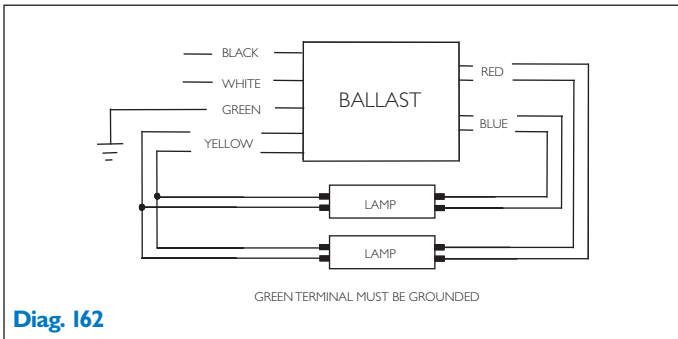 BLACK
WHITE
GREEN
YELLOW
BALLAST
RED
BLUE
LAMP
LAMP
GREEN TERMINAL MUST BE GROUNDED
Diag. 162